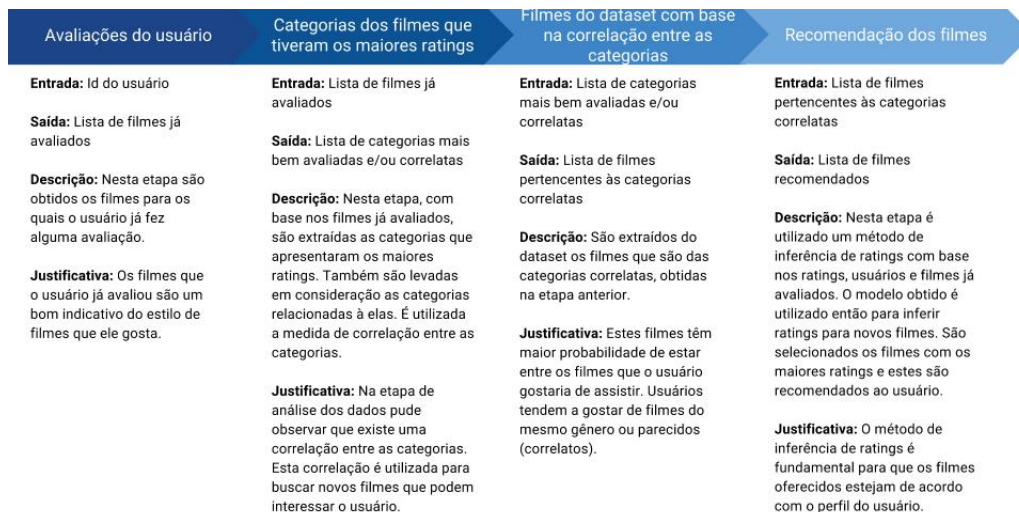 Avaliações do usuário
Categorias dos filmes que
tiveram os maiores ratings
Filmes do dataset com base
na correlação entre as
categorias
Recomendação dos filmes
Entrada: Id do usuário
Saída: Lista de filmes já
avaliados
Descrição: Nesta etapa são
obtidos os filmes para os
quais o usuário já fez
alguma avaliação.
Justificativa: Os filmes que
o usuário já avaliou são um
bom indicativo do estilo de
filmes que ele gosta.
Entrada: Lista de filmes já
avaliados
Saída: Lista de categorias mais
bem avaliadas e/ou correlatas
Descrição: Nesta etapa, com
base nos filmes já avaliados,
são extraídas as categorias que
apresentaram os maiores
ratings. Também são levadas
em consideração as categorias
relacionadas à elas. É utilizada
a medida de correlação entre as
categorias.
Justificativa: Na etapa de
análise dos dados pude
observar que existe uma
correlação entre as categorias.
Esta correlação é utilizada para
buscar novos filmes que podem
interessar o usuário.
Entrada: Lista de categorias
mais bem avaliadas e/ou
correlatas
Saída: Lista de filmes
pertencentes às categorias
correlatas
Descrição: São extraídos do
dataset os filmes que são das
categorias correlatas, obtidas
na etapa anterior.
Justificativa: Estes filmes têm
maior probabilidade de estar
entre os filmes que o usuário
gostaria de assistir. Usuários
tendem a gostar de filmes do
mesmo gênero ou parecidos
(correlatos).
Entrada: Lista de filmes
pertencentes às categorias
correlatas
Saída: Lista de filmes
recomendados
Descrição: Nesta etapa é
utilizado um método de
inferência de ratings com base
nos ratings, usuários e filmes já
avaliados. O modelo obtido é
utilizado então para inferir
ratings para novos filmes. São
selecionados os filmes com os
maiores ratings e estes são
recomendados ao usuário.
Justificativa: O método de
inferência de ratings é
fundamental para que os filmes
oferecidos estejam de acordo
com o perfil do usuário.